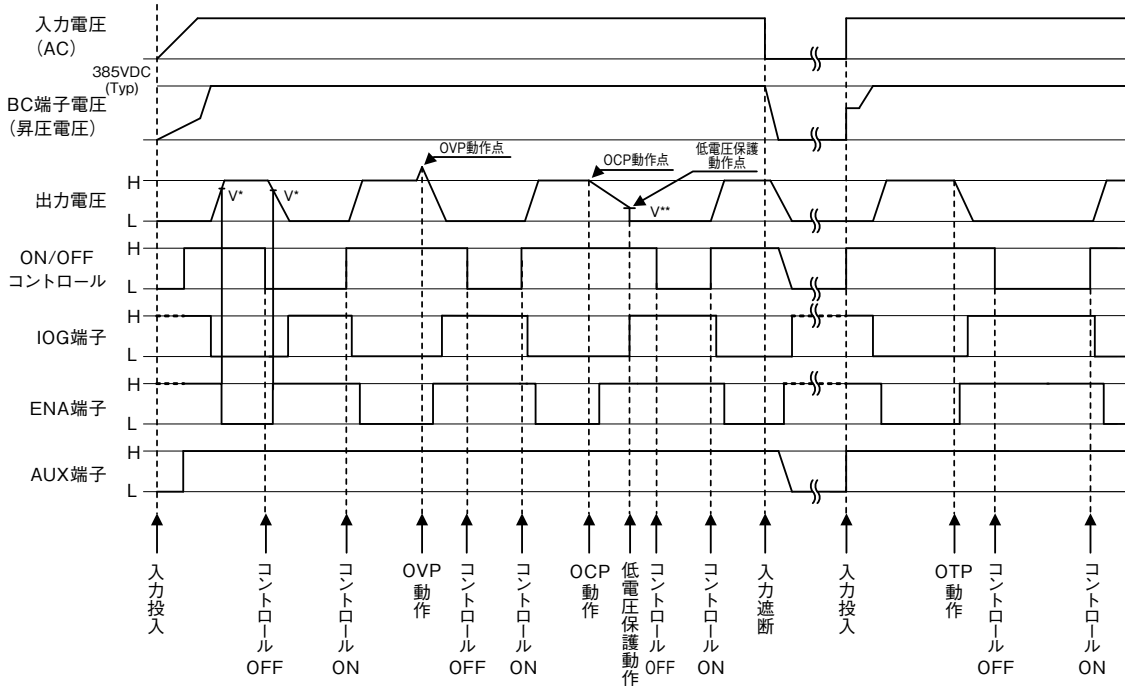 入力電圧
(AC)
385VDC
(Typ)
BC端子電圧
(昇圧電圧)
OVP動作点
OCP動作点
低電圧保護
動作点
出力電圧
H
L
V*
V*
V**
ON/OFF
コントロール
H
L
IOG端子
H
L
ENA端子
H
L
AUX端子
H
L
入力投入
コントロール
OFF
コントロール
ON
OVP
動作
コントロール
OFF
コントロール
ON
OCP
動作
低電圧保護動作
コントロール
OFF
コントロール
ON
入力遮断
入力投入
OTP
動作
コントロール
OFF
コントロール
ON